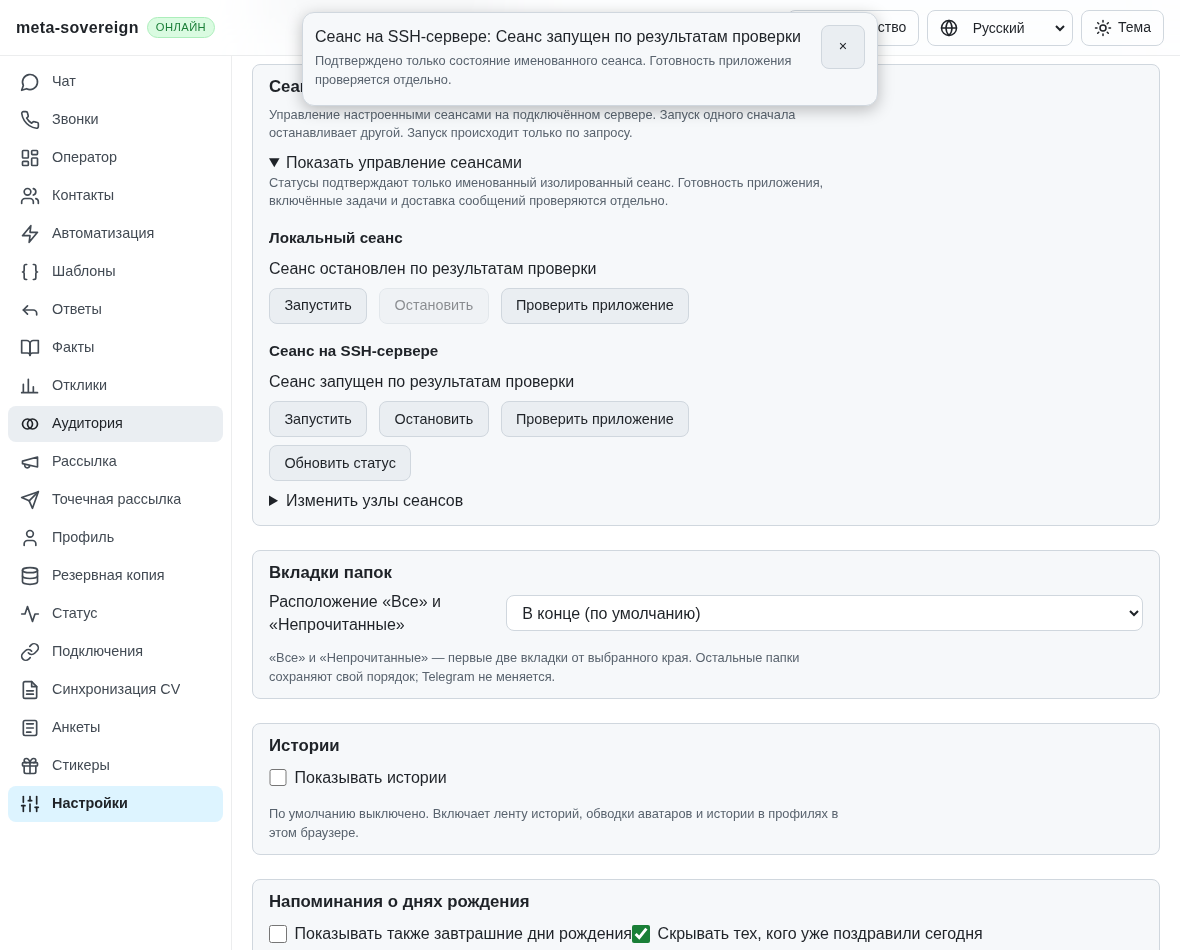 meta-sovereign
ОНЛАЙН
ство
Русский
Тема
Сеанс на SSH-сервере: Сеанс запущен по результатам проверки
Подтверждено только состояние именованного сеанса. Готовность приложения
проверяется отдельно.
×
Чат
Звонки
Оператор
Контакты
Автоматизация
Шаблоны
Ответы
Факты
Отклики
Аудитория
Рассылка
Точечная рассылка
Профиль
Резервная копия
Статус
Подключения
Синхронизация CV
Анкеты
Стикеры
Настройки
Управление настроенными сеансами на подключённом сервере. Запуск одного сначала
останавливает другой. Запуск происходит только по запросу.
Показать управление сеансами
Статусы подтверждают только именованный изолированный сеанс. Готовность приложения,
включённые задачи и доставка сообщений проверяются отдельно.
Локальный сеанс
Сеанс остановлен по результатам проверки
Запустить Остановить Проверить приложение
Сеанс на SSH-сервере
Сеанс запущен по результатам проверки
Запустить Остановить Проверить приложение
Обновить статус
Изменить узлы сеансов
Вкладки папок
Расположение «Все» и
«Непрочитанные»
В конце (по умолчанию)
«Все» и «Непрочитанные» — первые две вкладки от выбранного края. Остальные папки
сохраняют свой порядок; Telegram не меняется.
Истории
Показывать истории
По умолчанию выключено. Включает ленту историй, обводки аватаров и истории в профилях в
этом браузере.
Напоминания о днях рождения
Показывать также завтрашние дни рождения Скрывать тех, кого уже поздравили сегодня